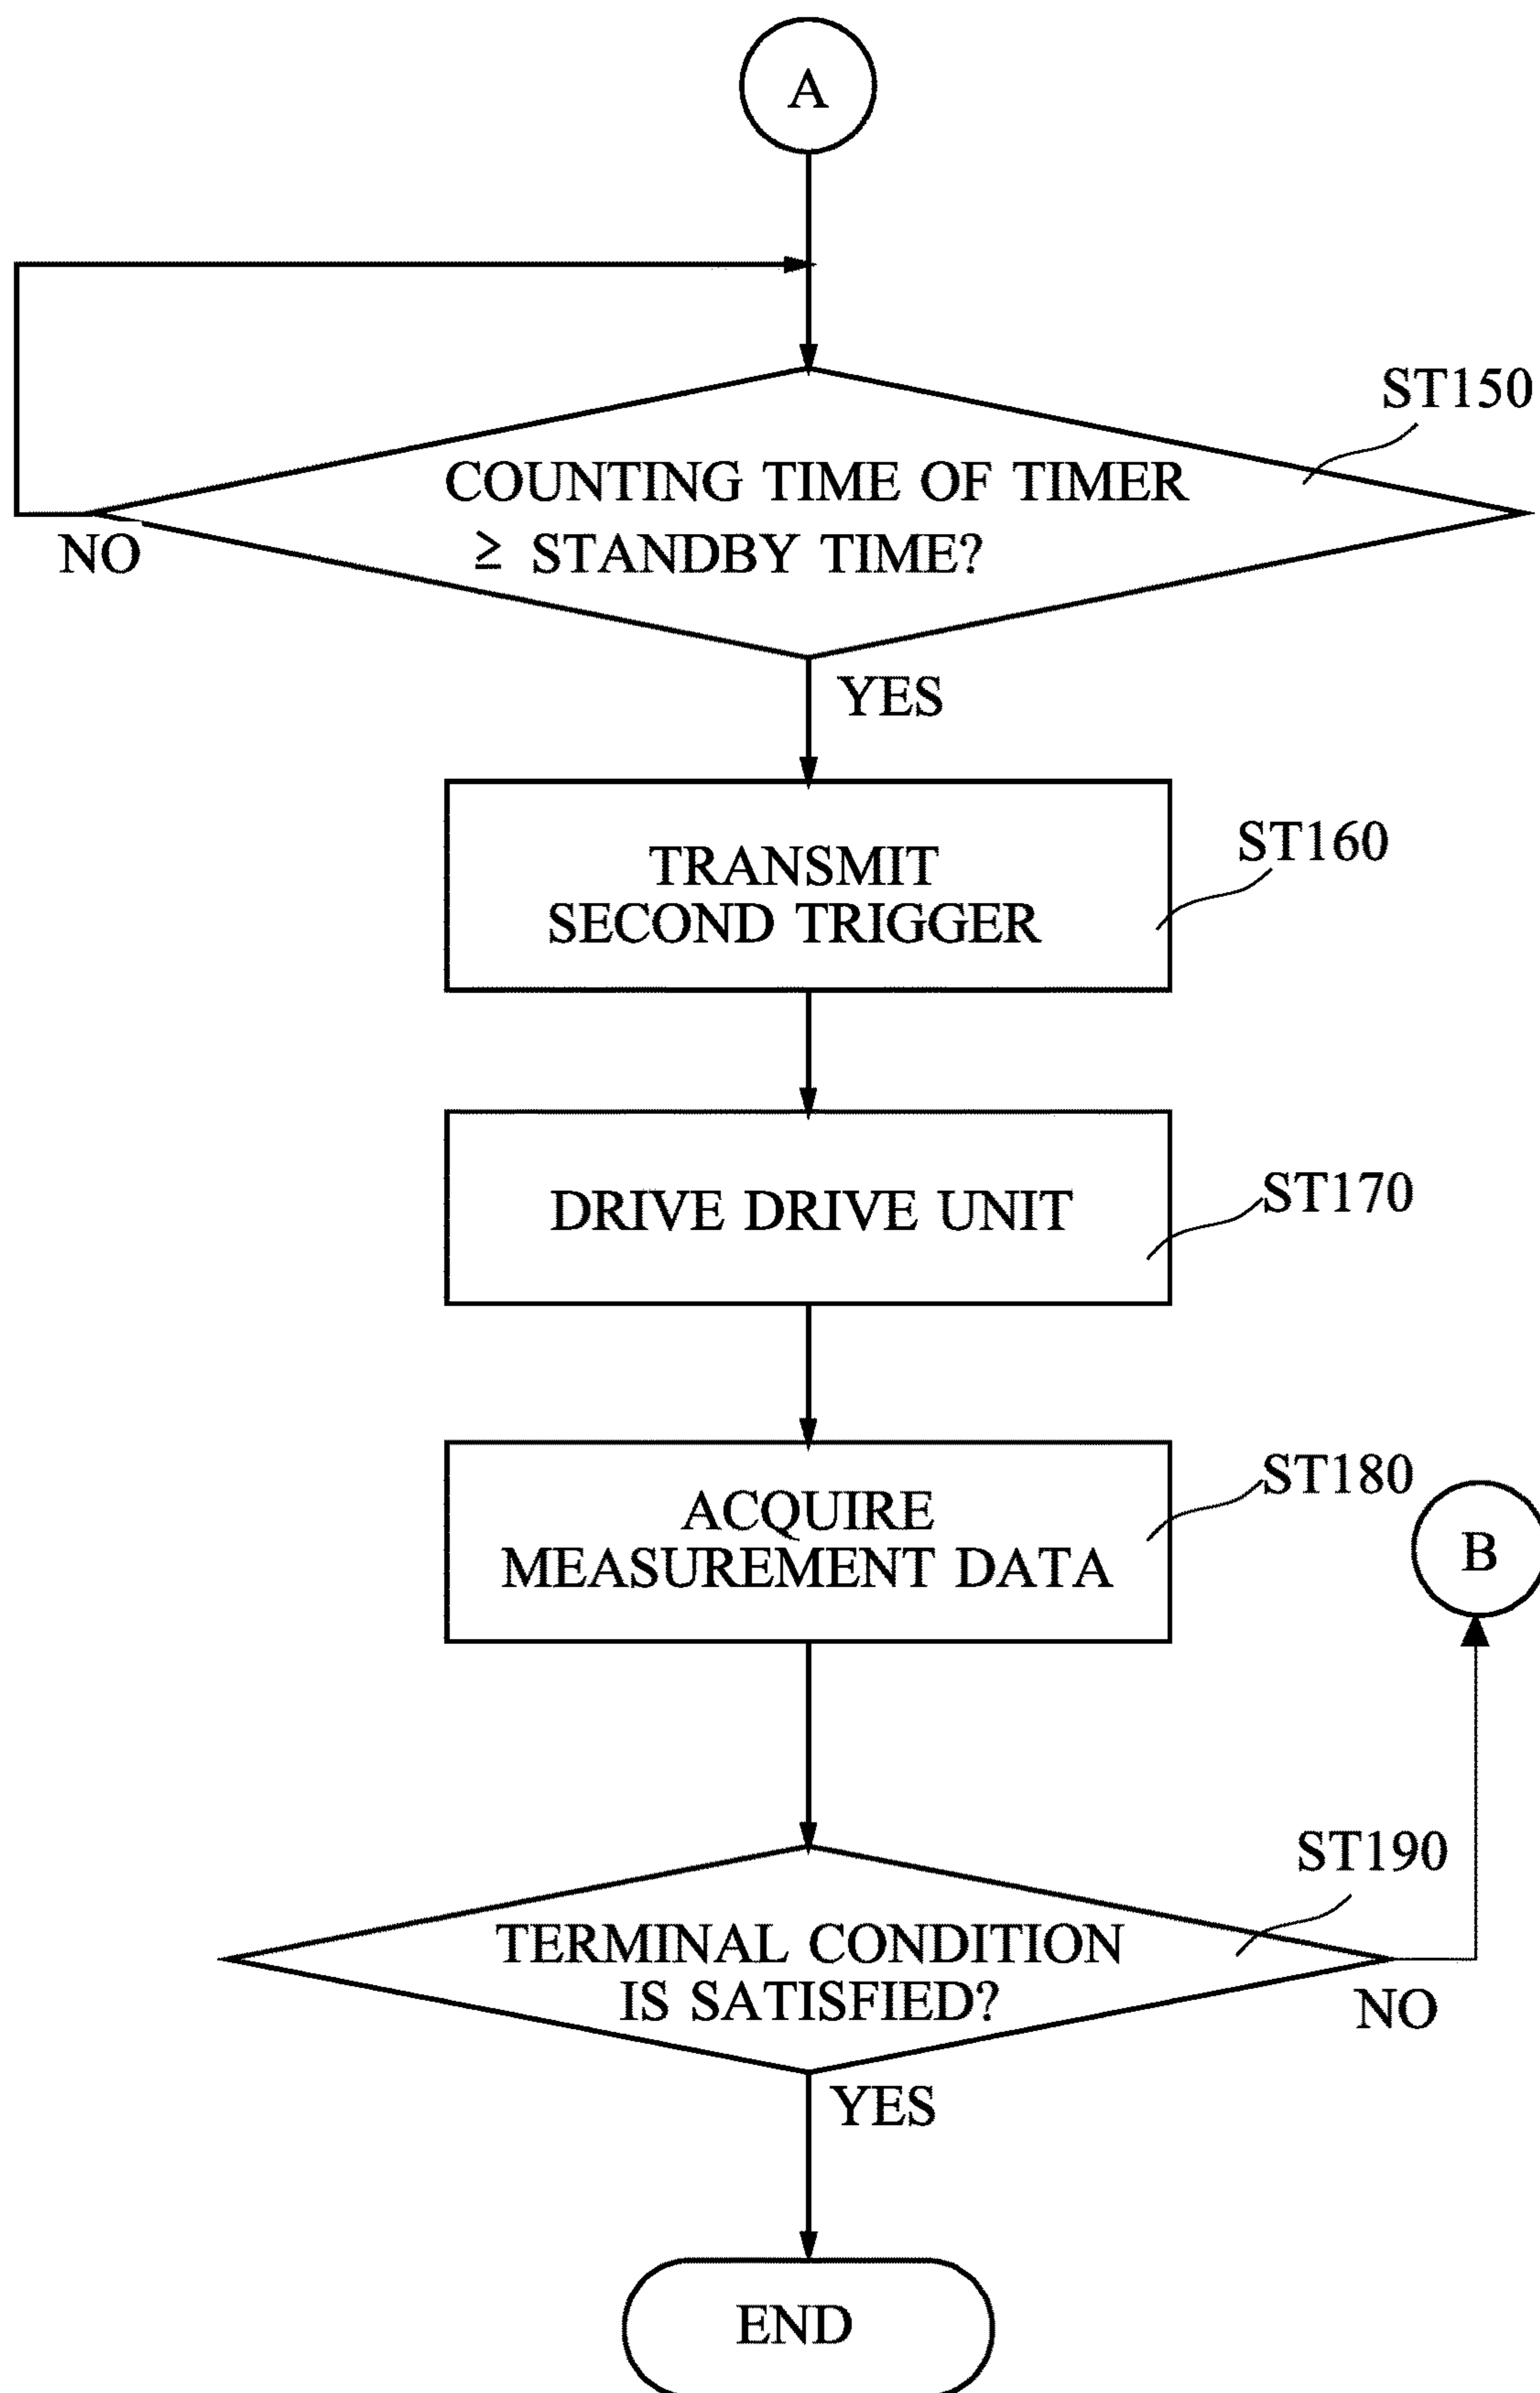 A
ST150
COUNTING TIME OF TIMER
≥ STANDBY TIME?
NO
YES
TRANSMIT
SECOND TRIGGER
ST160
DRIVE DRIVE UNIT
ST170
ACQUIRE
MEASUREMENT DATA
ST180
B
ST190
TERMINAL CONDITION
IS SATISFIED?
NO
YES
END